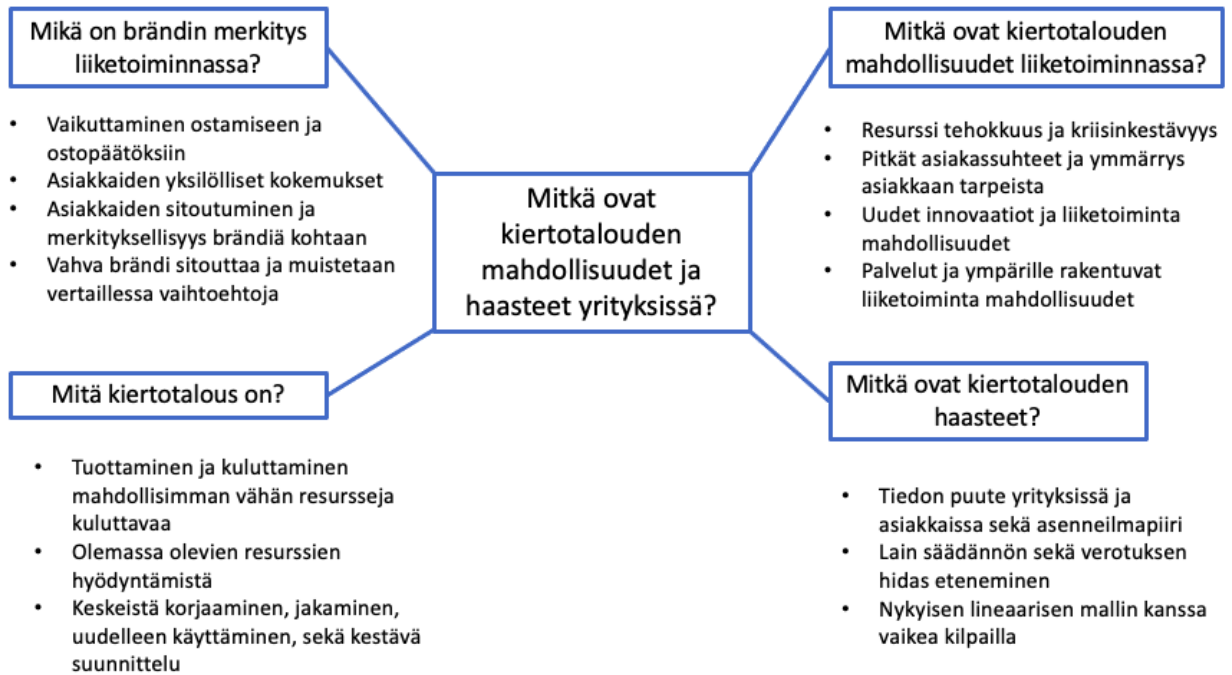 Mikä on brändin merkitys
liiketoiminnassa?
• Vaikuttaminen ostamiseen ja
ostopäätöksiin
• Asiakkaiden yksilölliset kokemukset
• Asiakkaiden sitoutuminen ja
merkityksellisyys brändiä kohtaan
• Vahva brändi sitouttaa ja muistetaan
vertaillessa vaihtoehtoja
Mitkä ovat kiertotalouden
mahdollisuudet liiketoiminnassa?
• Resurssi tehokkuus ja kriisinkestävyys
• Pitkät asiakassuhteet ja ymmärrys
asiakkaan tarpeista
• Uudet innovaatiot ja liiketoiminta
mahdollisuudet
• Palvelut ja ympärille rakentuvat
liiketoiminta mahdollisuudet
Mitkä ovat
kiertotalouden
mahdollisuudet ja
haasteet yrityksissä?
Mitä kiertotalous on?
• Tuottaminen ja kuluttaminen
mahdollisimman vähän resursseja
kuluttavaa
• Olemassa olevien resurssien
hyödyntämistä
• Keskeistä korjaaminen, jakaminen,
uudelleen käyttäminen, sekä kestävä
suunnittelu
Mitkä ovat kiertotalouden
haasteet?
• Tiedon puute yrityksissä ja
asiakkaissa sekä asenneilmapiiri
• Lain säädännön sekä verotuksen
hidas eteneminen
• Nykyisen lineaarisen mallin kanssa
vaikea kilpailla